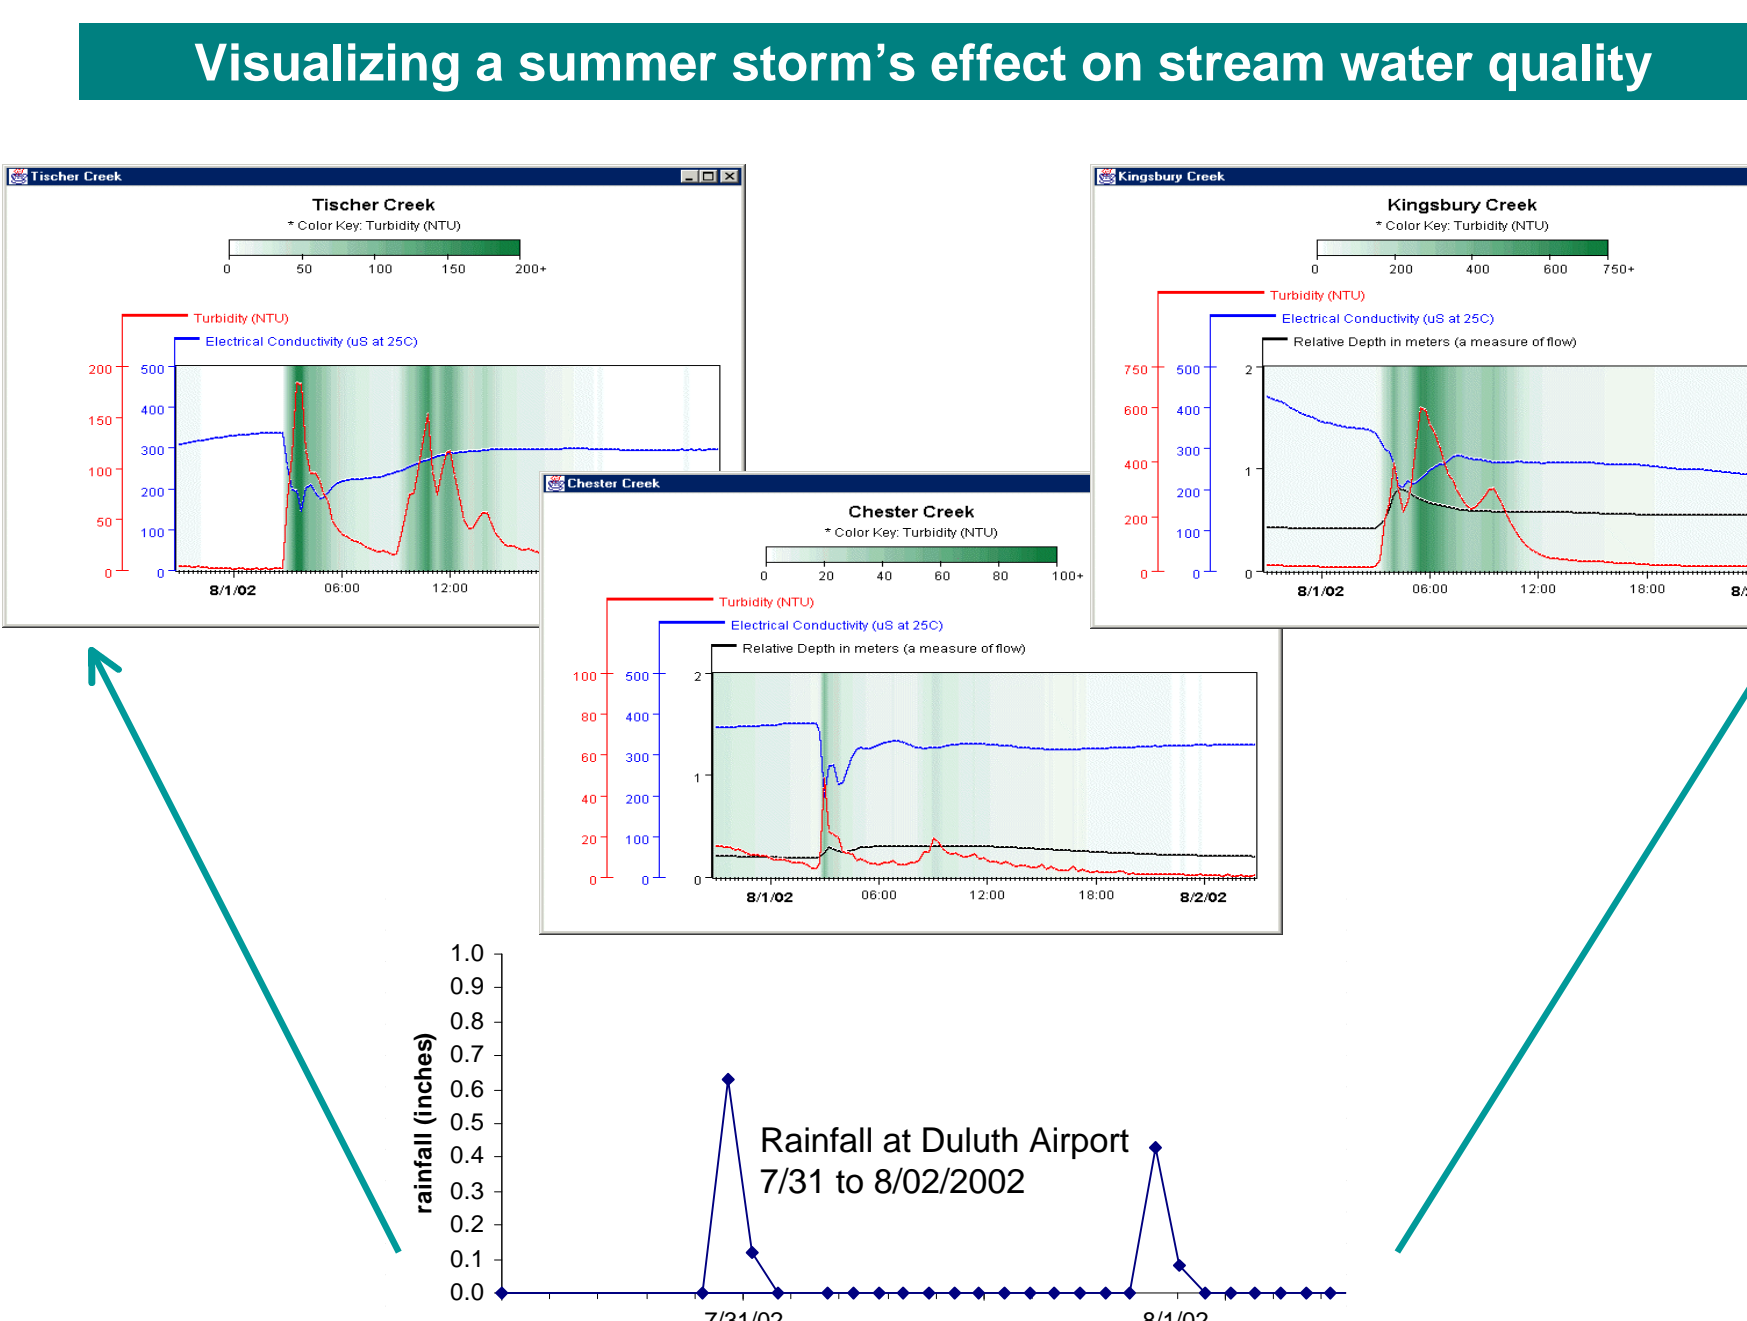 Visualizing a summer storm’s effect on stream water quality
Tischer Creek
Tischer Creek
* Color Key: Turbidity (NTU)
0 50 100 150 200+
Turbidity (NTU)
Electrical Conductivity (uS at 25C)
200 500
400
150
300
100
200
50
100
0 0
8/1/02 06:00 12:00
Kingsbury Creek
Kingsbury Creek
* Color Key: Turbidity (NTU)
0 200 400 600 750+
Turbidity (NTU)
Electrical Conductivity (uS at 25C)
Relative Depth in meters (a measure of flow)
750 500 2
600 400
300
400 1
200
200
100
0 0 0
8/1/02 06:00 12:00 18:00
Chester Creek
Chester Creek
* Color Key: Turbidity (NTU)
0 20 40 60 80 100+
Turbidity (NTU)
Electrical Conductivity (uS at 25C)
Relative Depth in meters (a measure of flow)
100 500 2
80 400
60 300
1
40 200
20 100
0 0 0
8/1/02 06:00 12:00 18:00 8/2/02
rainfall (inches)
1.0
0.9
0.8
0.7
0.6
0.5
0.4
0.3
0.2
0.1
0.0
Rainfall at Duluth Airport
7/31 to 8/02/2002
7/31/02 8/1/02